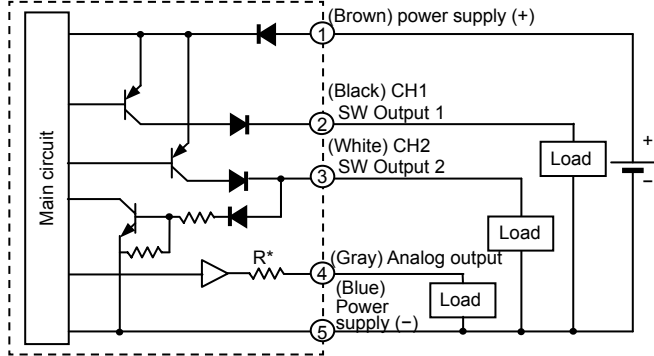 (Brown) power supply (+)
1
(Black) CH1
SW Output 1
2
(White) CH2
SW Output 2
3
Main circuit
Load
+
−
Load
R*
(Gray) Analog output
4
(Blue)
Power
supply (−)
Load
5